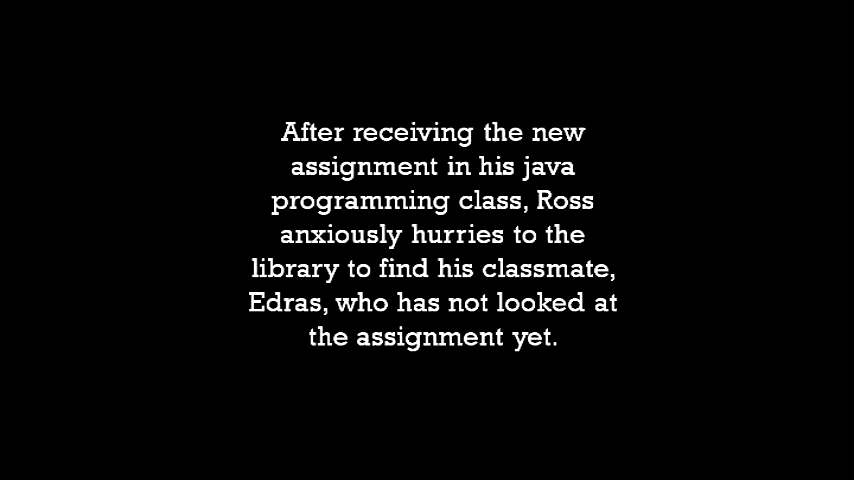 After receiving the new
assignment in his java
programming class, Ross
anxiously hurries to the
library to find his classmate,
Edras, who has not looked at
the assignment yet.